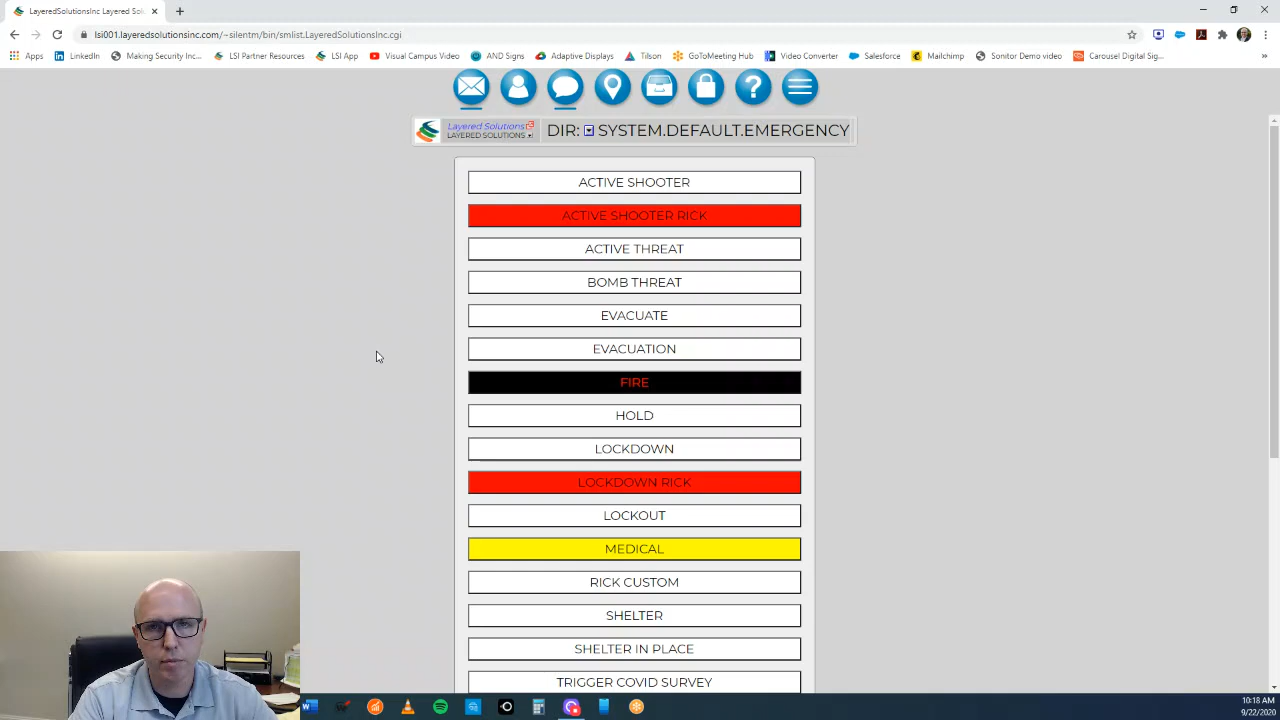 LayeredSolutionsInc Layered Sol
lsi001.layeredsolutionsinc.com/~silentm/bin/smlist.LayeredSolutionsInc.cgi
Apps LinkedIn Making Security Inc... LSI Partner Resources LSI App Visual Campus Video AND Signs Adaptive Displays Tilson GoToMeeting Hub Video Converter Salesforce Mailchimp Sonitor Demo video Carousel Digital Sig...
Layered Solutions
LAYERED SOLUTIONS
DIR: SYSTEM.DEFAULT.EMERGENCY
ACTIVE SHOOTER
ACTIVE SHOOTER RICK
ACTIVE THREAT
BOMB THREAT
EVACUATE
EVACUATION
FIRE
HOLD
LOCKDOWN
LOCKDOWN RICK
LOCKOUT
MEDICAL
RICK CUSTOM
SHELTER
SHELTER IN PLACE
TRIGGER COVID SURVEY
10:18 AM
9/22/2020